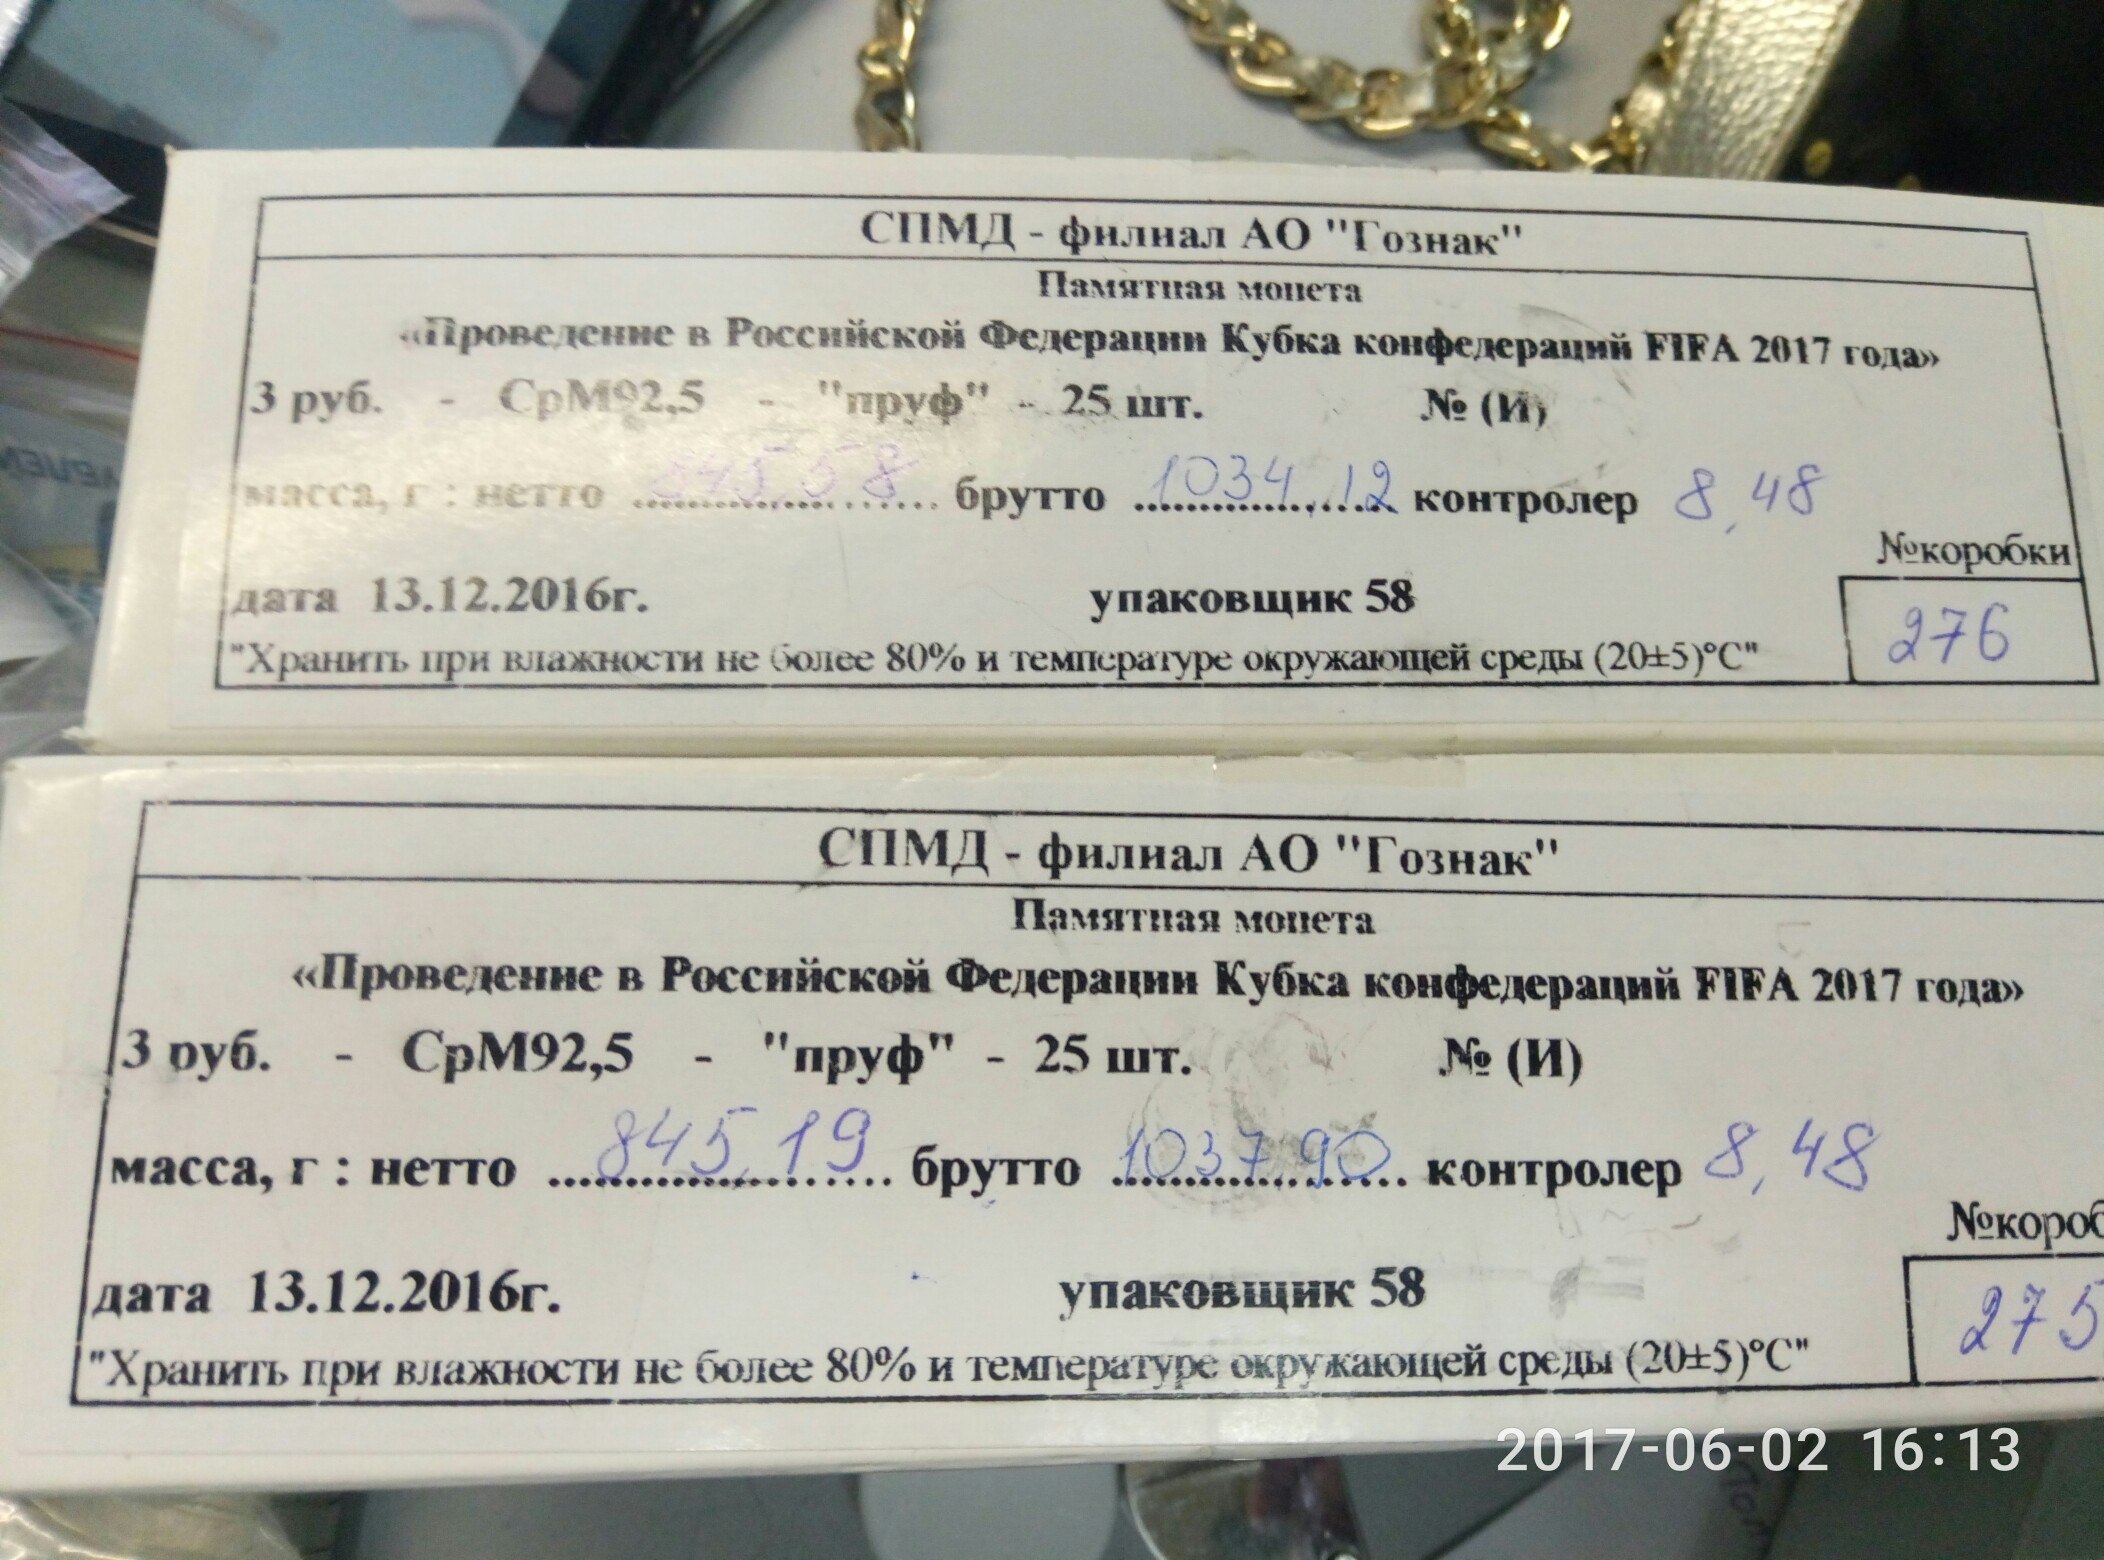 СПМД - филиал АО "Гознак"
Памятная монета
«Проведение в Российской Федерации Кубка конфедераций FIFA 2017 года»
3 руб. - СрМ92,5 - "пруф" - 25 шт. № (И)
масса, г : нетто 845,58 брутто 1034,12 контролер 8,48
№коробки
дата 13.12.2016г. упаковщик 58
276
"Хранить при влажности не более 80% и температуре окружающей среды (20±5)°С"
СПМД - филиал АО "Гознак"
Памятная монета
«Проведение в Российской Федерации Кубка конфедераций FIFA 2017 года»
3 руб. - СрМ92,5 - "пруф" - 25 шт. № (И)
масса, г : нетто 845,19 брутто 1037,90 контролер 8,48
№короб
дата 13.12.2016г. упаковщик 58
275
"Хранить при влажности не более 80% и температуре окружающей среды (20±5)°С"
2017-06-02 16:13